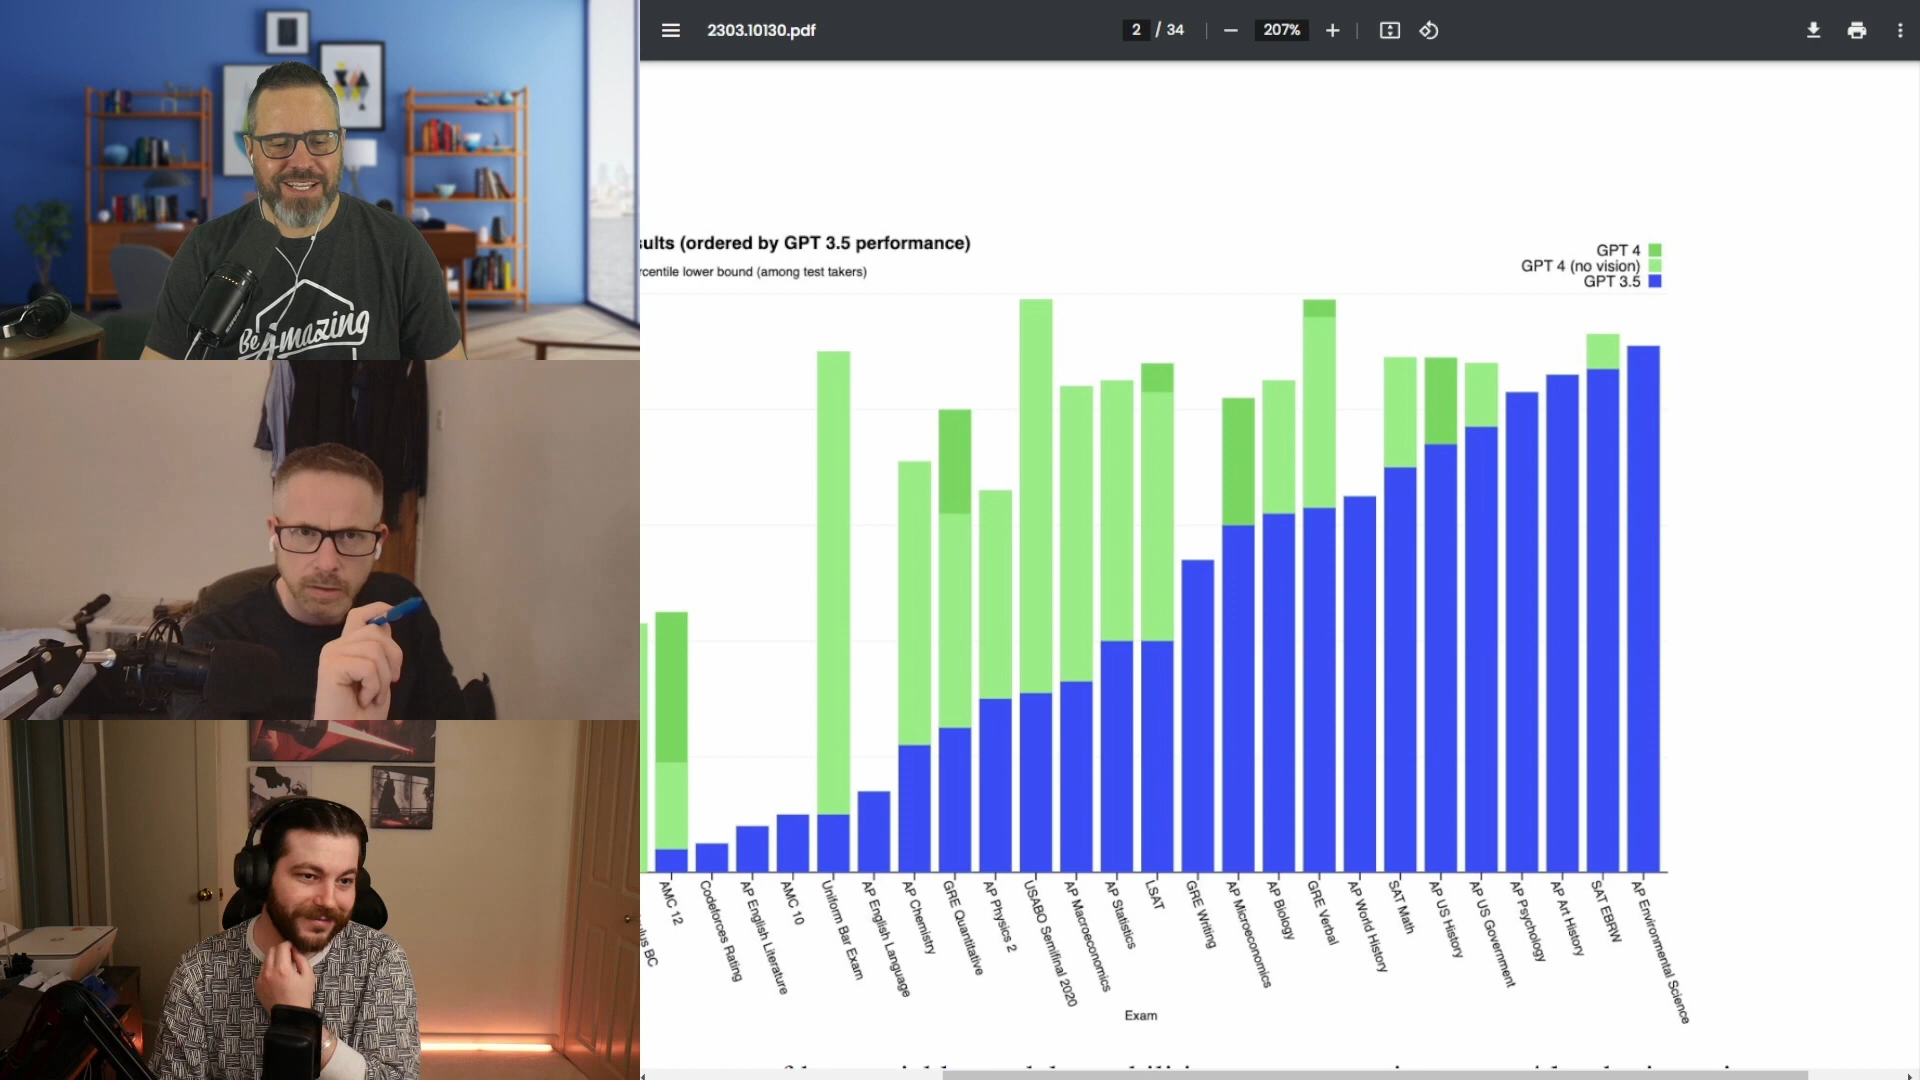 2303.10130.pdf
2 / 34
207%
ults (ordered by GPT 3.5 performance)
rcentile lower bound (among test takers)
GPT 4
GPT 4 (no vision)
GPT 3.5
Be Amazing
lus BC
AMC 12
Codeforces Rating
AP English Literature
AMC 10
Uniform Bar Exam
AP English Language
AP Chemistry
GRE Quantitative
AP Physics 2
USABO Semifinal 2020
AP Macroeconomics
AP Statistics
LSAT
GRE Writing
AP Microeconomics
AP Biology
GRE Verbal
AP World History
SAT Math
AP US History
AP US Government
AP Psychology
AP Art History
SAT EBRW
AP Environmental Science
Exam